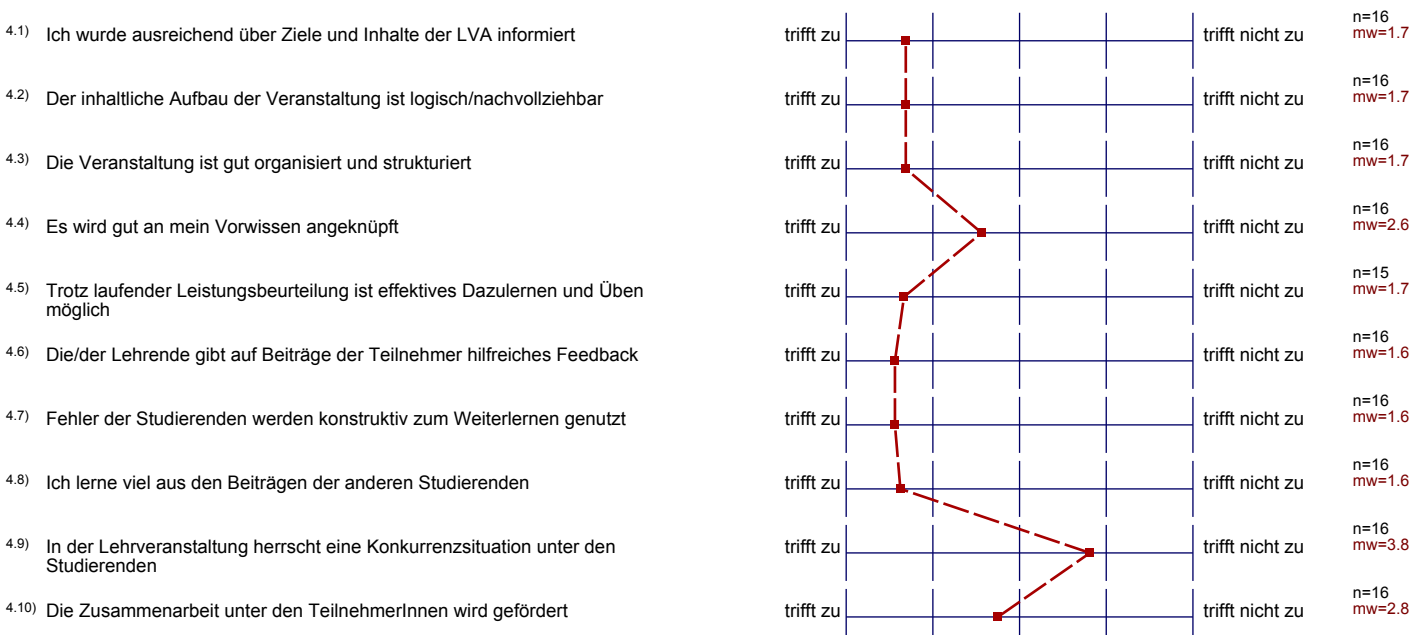 4.1) Ich wurde ausreichend über Ziele und Inhalte der LVA informiert trifft zu trifft nicht zu n=16
mw=1.7
4.2) Der inhaltliche Aufbau der Veranstaltung ist logisch/nachvollziehbar trifft zu trifft nicht zu n=16
mw=1.7
4.3) Die Veranstaltung ist gut organisiert und strukturiert trifft zu trifft nicht zu n=16
mw=1.7
4.4) Es wird gut an mein Vorwissen angeknüpft trifft zu trifft nicht zu n=16
mw=2.6
4.5) Trotz laufender Leistungsbeurteilung ist effektives Dazulernen und Üben
möglich trifft zu trifft nicht zu n=15
mw=1.7
4.6) Die/der Lehrende gibt auf Beiträge der Teilnehmer hilfreiches Feedback trifft zu trifft nicht zu n=16
mw=1.6
4.7) Fehler der Studierenden werden konstruktiv zum Weiterlernen genutzt trifft zu trifft nicht zu n=16
mw=1.6
4.8) Ich lerne viel aus den Beiträgen der anderen Studierenden trifft zu trifft nicht zu n=16
mw=1.6
4.9) In der Lehrveranstaltung herrscht eine Konkurrenzsituation unter den
Studierenden trifft zu trifft nicht zu n=16
mw=3.8
4.10) Die Zusammenarbeit unter den TeilnehmerInnen wird gefördert trifft zu trifft nicht zu n=16
mw=2.8